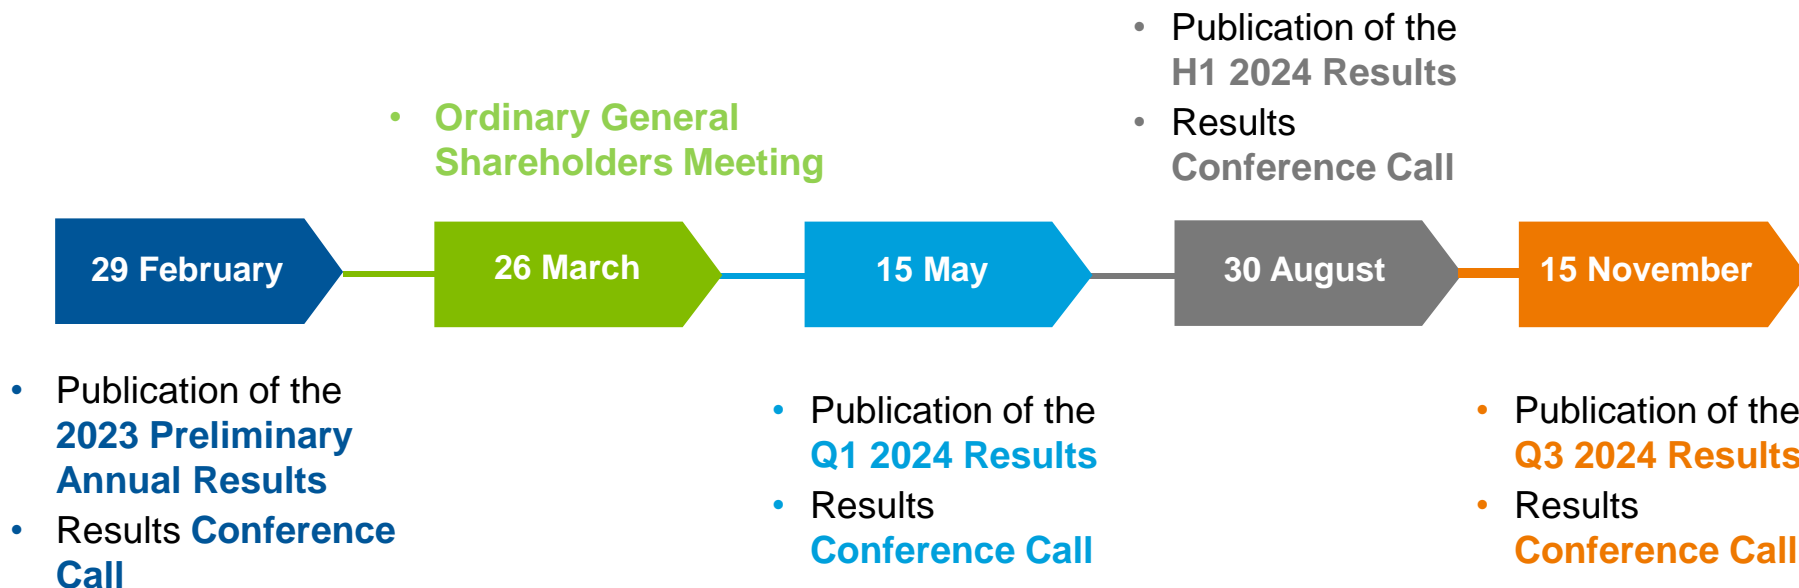 • Publication of the
H1 2024 Results
• Results
Conference Call
• Ordinary General
Shareholders Meeting
29 February
26 March
15 May
30 August
15 November
• Publication of the
2023 Preliminary
Annual Results
• Results Conference
Call
• Publication of the
Q1 2024 Results
• Results
Conference Call
• Publication of the
Q3 2024 Results
• Results
Conference Call